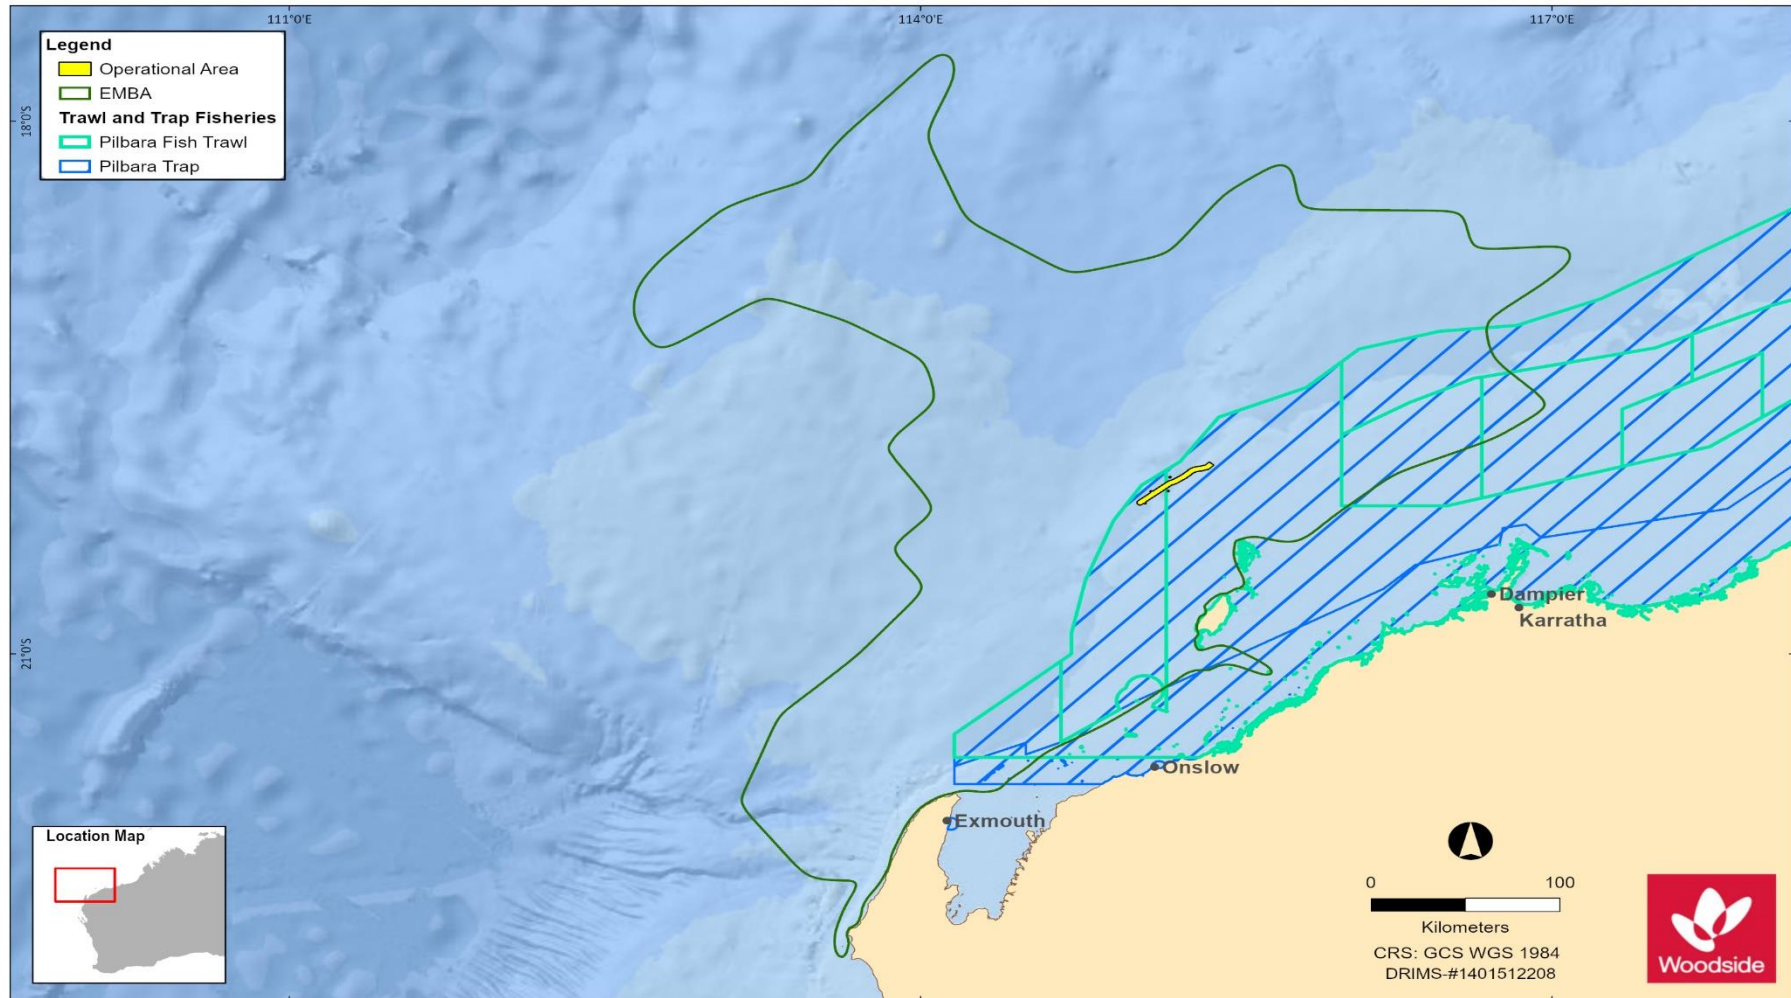 111°0'E
114°0'E
117°0'E
Legend
Operational Area
EMBA
Trawl and Trap Fisheries
Pilbara Fish Trawl
Pilbara Trap
18°0'S
21°0'S
Dampier
Karratha
Onslow
Exmouth
Location Map
0 100
Kilometers
CRS: GCS WGS 1984
DRIMS-#1401512208
Woodside